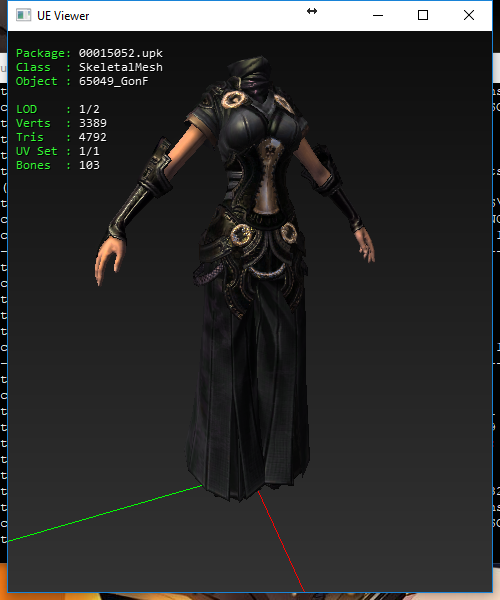 UE Viewer
Package: 00015052.upk
Class : SkeletalMesh
Object : 65049_GonF
LOD : 1/2
Verts : 3389
Tris : 4792
UV Set : 1/1
Bones : 103